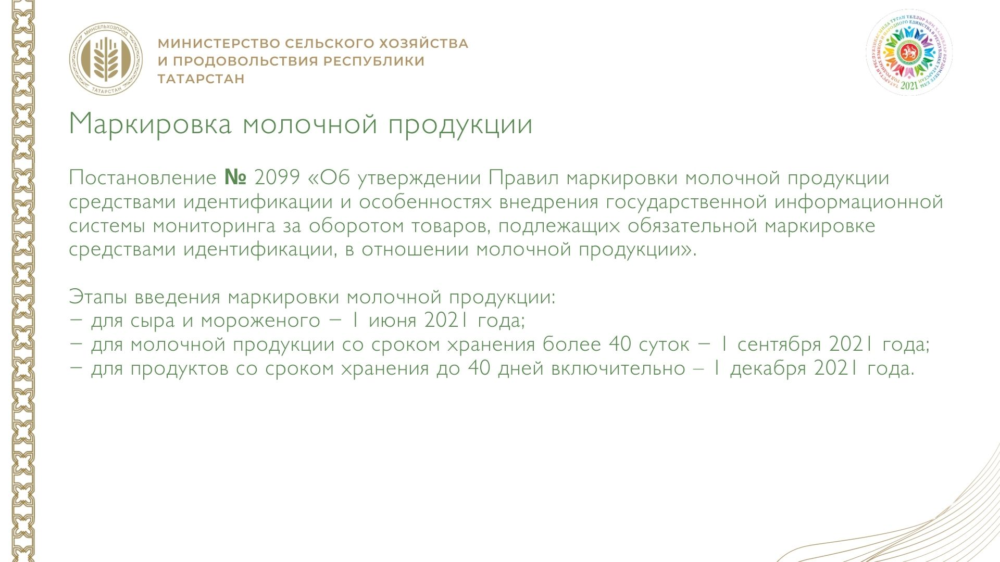 МИНСЕЛЬХОЗПРОД
ТАТАРСТАН
МИНИСТЕРСТВО СЕЛЬСКОГО ХОЗЯЙСТВА
И ПРОДОВОЛЬСТВИЯ РЕСПУБЛИКИ
ТАТАРСТАН
ТАТАРСТАН РЕСПУБЛИКАСЫНДА ТУГАН ТЕЛЛӘР ҺӘМ ХАЛЫКЛАР БЕРДӘМЛЕГЕ ЕЛЫ
ГОД РОДНЫХ ЯЗЫКОВ И НАРОДНОГО ЕДИНСТВА В РЕСПУБЛИКЕ ТАТАРСТАН
2021
Маркировка молочной продукции
Постановление № 2099 «Об утверждении Правил маркировки молочной продукции
средствами идентификации и особенностях внедрения государственной информационной
системы мониторинга за оборотом товаров, подлежащих обязательной маркировке
средствами идентификации, в отношении молочной продукции».
Этапы введения маркировки молочной продукции:
− для сыра и мороженого − 1 июня 2021 года;
− для молочной продукции со сроком хранения более 40 суток − 1 сентября 2021 года;
− для продуктов со сроком хранения до 40 дней включительно – 1 декабря 2021 года.